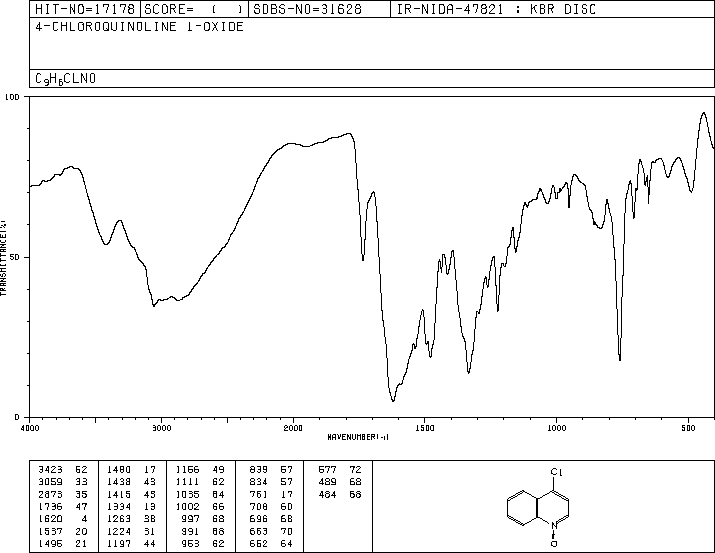 HIT-NO=17178 SCORE= ( ) SDBS-NO=31628 IR-NIDA-47821 : KBR DISC
4-CHLOROQUINOLINE 1-OXIDE
C9H6CLNO
100
TRANSMITTANCE(%)
50
0
4000 3000 2000 1500 1000 500
WAVENUMBER(-1)
3423 62 1480 17 1166 49 839 57 677 72
3059 33 1438 43 1111 62 834 57 489 68
2873 35 1415 45 1035 64 761 17 484 68
1736 47 1334 13 1002 66 708 60
1620 4 1263 38 997 68 696 68
1537 20 1224 31 991 68 663 70
1495 21 1197 44 953 62 652 64
Cl
N
O